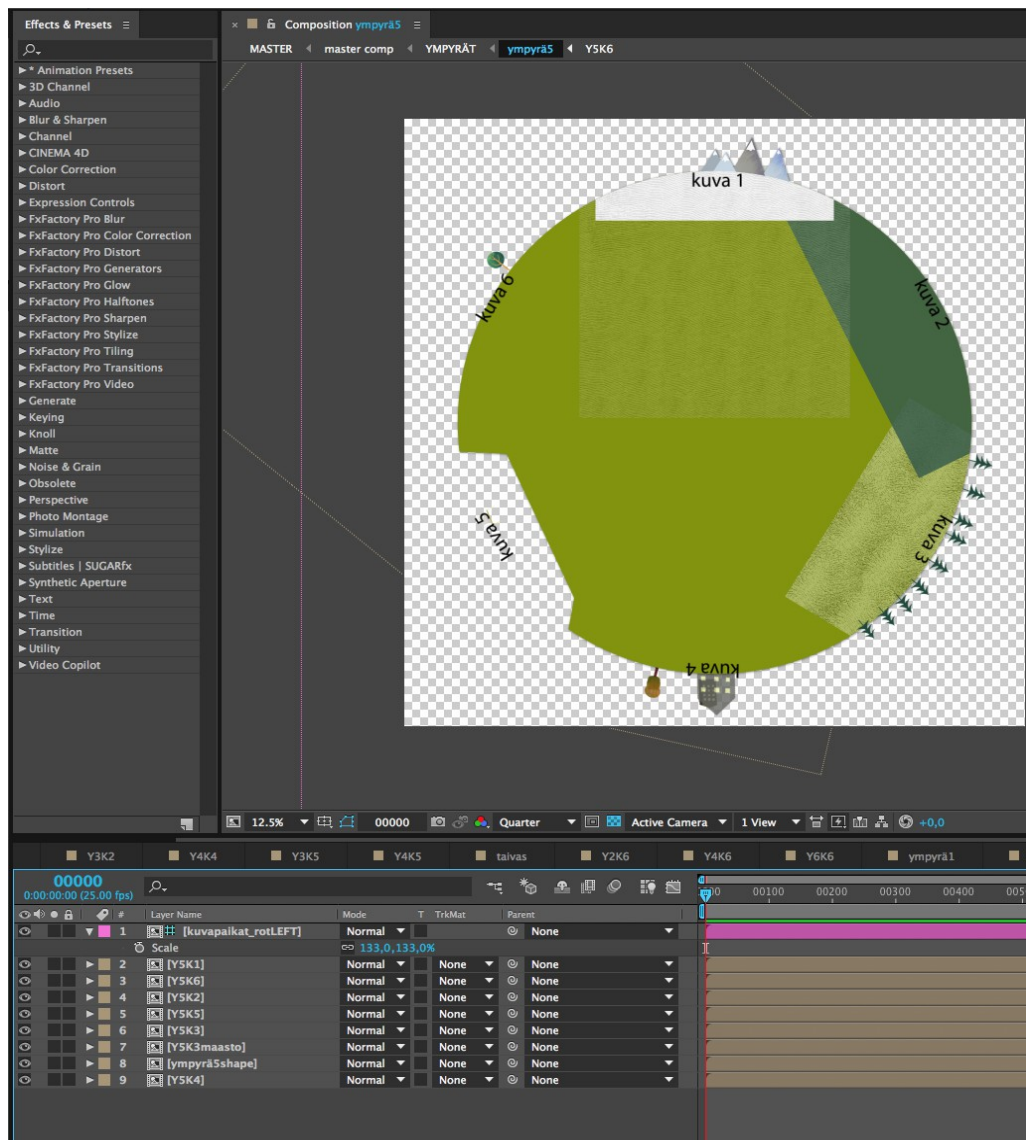 Effects & Presets
* Animation Presets
3D Channel
Audio
Blur & Sharpen
Channel
CINEMA 4D
Color Correction
Distort
Expression Controls
FxFactory Pro Blur
FxFactory Pro Color Correction
FxFactory Pro Distort
FxFactory Pro Generators
FxFactory Pro Glow
FxFactory Pro Halftones
FxFactory Pro Sharpen
FxFactory Pro Stylize
FxFactory Pro Tiling
FxFactory Pro Transitions
FxFactory Pro Video
Generate
Keying
Knoll
Matte
Noise & Grain
Obsolete
Perspective
Photo Montage
Simulation
Stylize
Subtitles | SUGARfx
Synthetic Aperture
Text
Time
Transition
Utility
Video Copilot
× Composition ympyrä5
MASTER master comp YMPYRÄT ympyrä5 Y5K6
kuva 1
kuva 2
kuva 3
kuva 4
kuva 5
kuva 6
12.5% 00000 Quarter Active Camera 1 View +0,0
Y3K2 Y4K4 Y3K5 Y4K5 taivas Y2K6 Y4K6 Y6K6 ympyrä1
00000
0:00:00:00 (25.00 fps)
00100 00200 00300 00400
# Layer Name Mode T TrkMat Parent
1 [kuvapaikat_rotLEFT] Normal None
Scale 133,0,133,0%
2 [Y5K1] Normal None None
3 [Y5K6] Normal None None
4 [Y5K2] Normal None None
5 [Y5K5] Normal None None
6 [Y5K3] Normal None None
7 [Y5K3maasto] Normal None None
8 [ympyrä5shape] Normal None None
9 [Y5K4] Normal None None